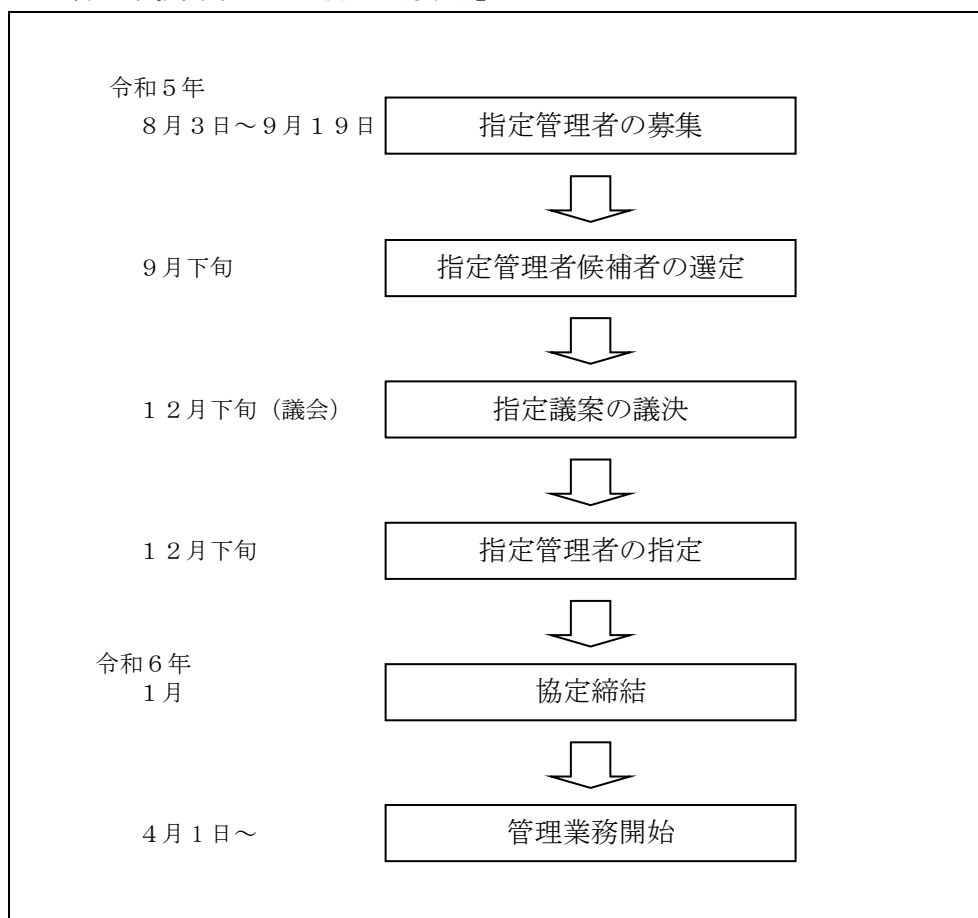 令和５年
８月３日～９月１９日 指定管理者の募集
９月下旬 指定管理者候補者の選定
１２月下旬（議会） 指定議案の議決
１２月下旬 指定管理者の指定
令和６年
１月 協定締結
４月１日～ 管理業務開始